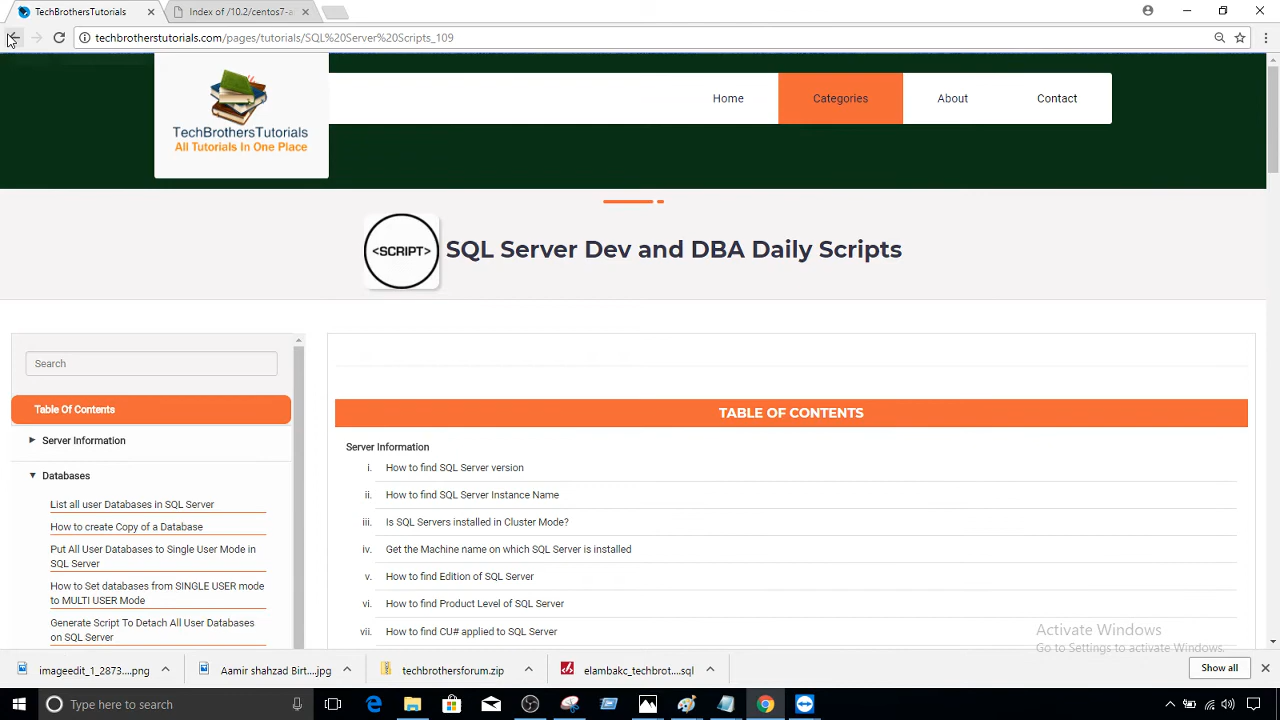 TechBrothersTutorials
Index of /10.2/centos7-a
techbrotherstutorials.com/pages/tutorials/SQL%20Server%20Scripts_109
Home
Categories
About
Contact
TechBrothersTutorials
All Tutorials In One Place
<SCRIPT>
SQL Server Dev and DBA Daily Scripts
Search
Table Of Contents
Server Information
Databases
List all user Databases in SQL Server
How to create Copy of a Database
Put All User Databases to Single User Mode in
SQL Server
How to Set databases from SINGLE USER mode
to MULTI USER Mode
Generate Script To Detach All User Databases
on SQL Server
TABLE OF CONTENTS
Server Information
i. How to find SQL Server version
ii. How to find SQL Server Instance Name
iii. Is SQL Servers installed in Cluster Mode?
iv. Get the Machine name on which SQL Server is installed
v. How to find Edition of SQL Server
vi. How to find Product Level of SQL Server
vii. How to find CU# applied to SQL Server
Activate Windows
Go to Settings to activate Windows.
imageedit_1_2873....png
Aamir shahzad Birt....jpg
techbrothersforum.zip
elambakc_techbrot....sql
Show all
Type here to search